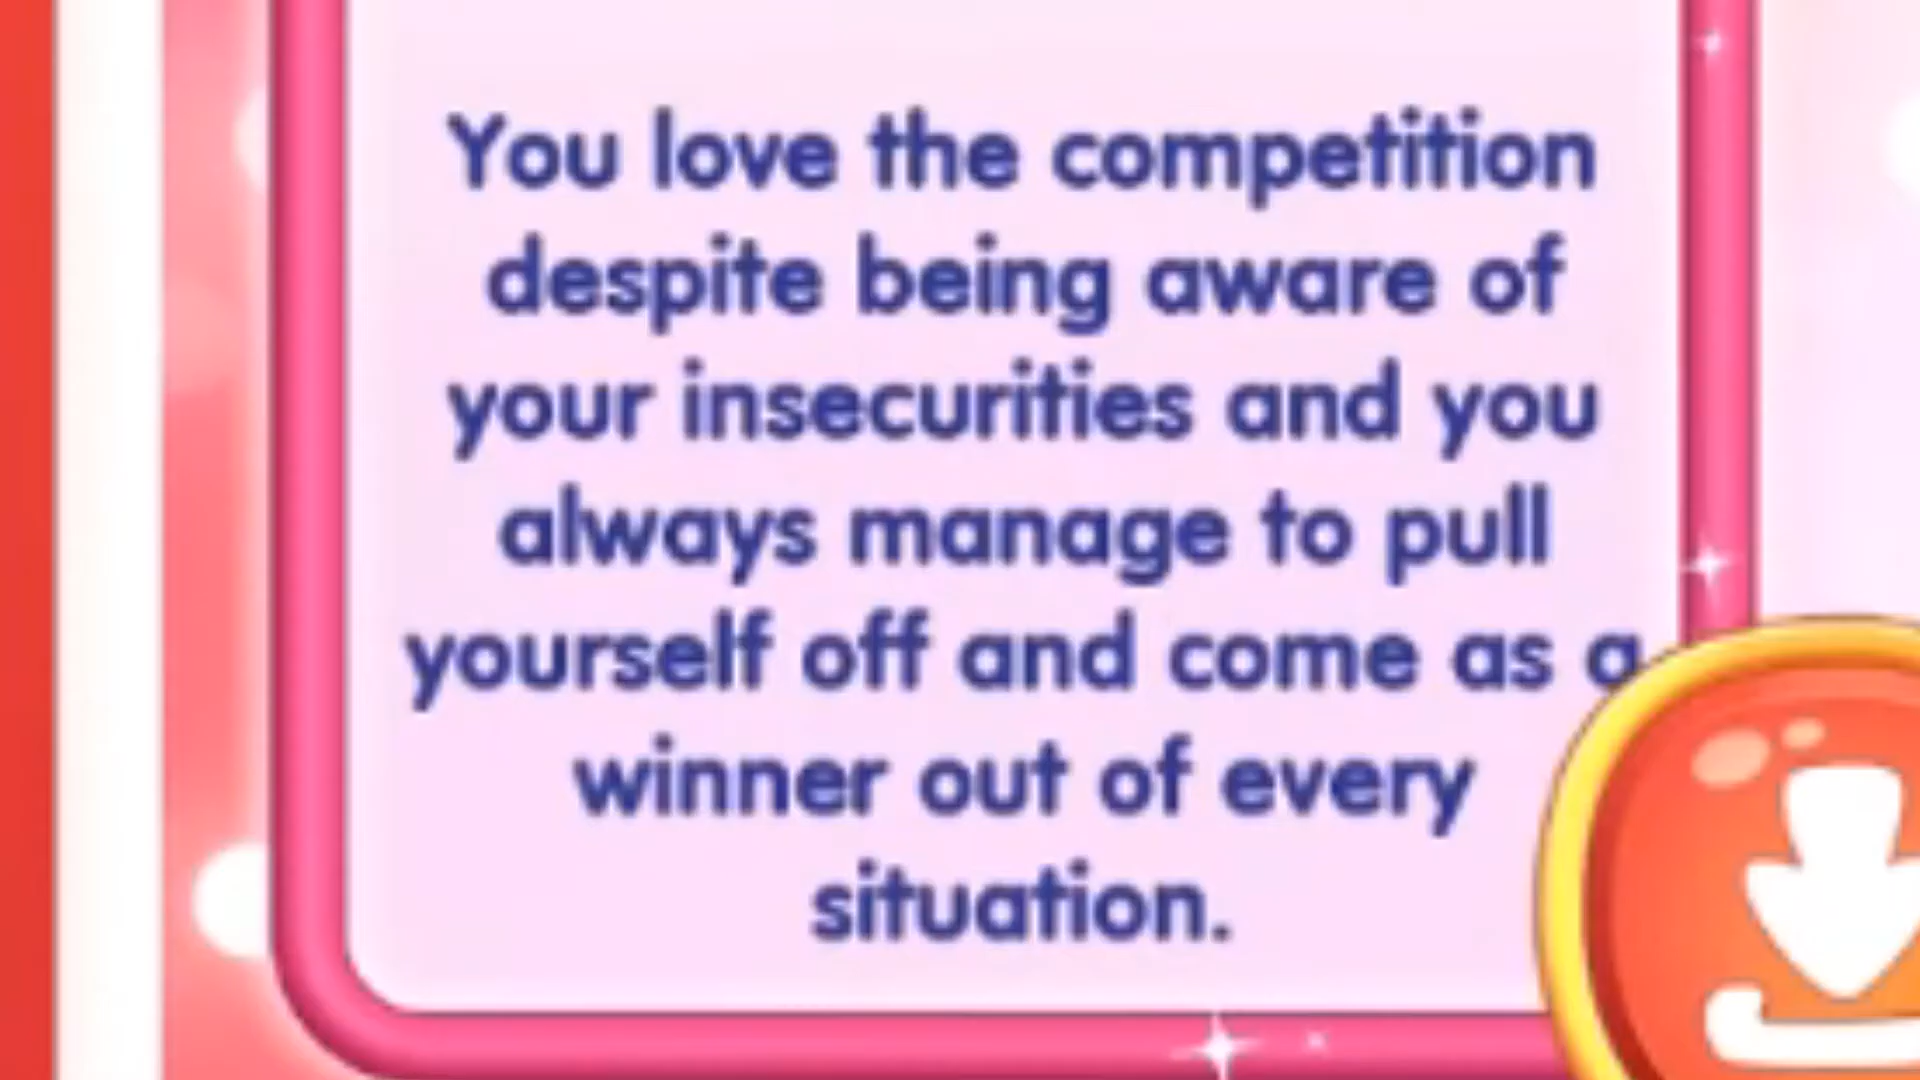 You love the competition
despite being aware of
your insecurities and you
always manage to pull
yourself off and come as a
winner out of every
situation.